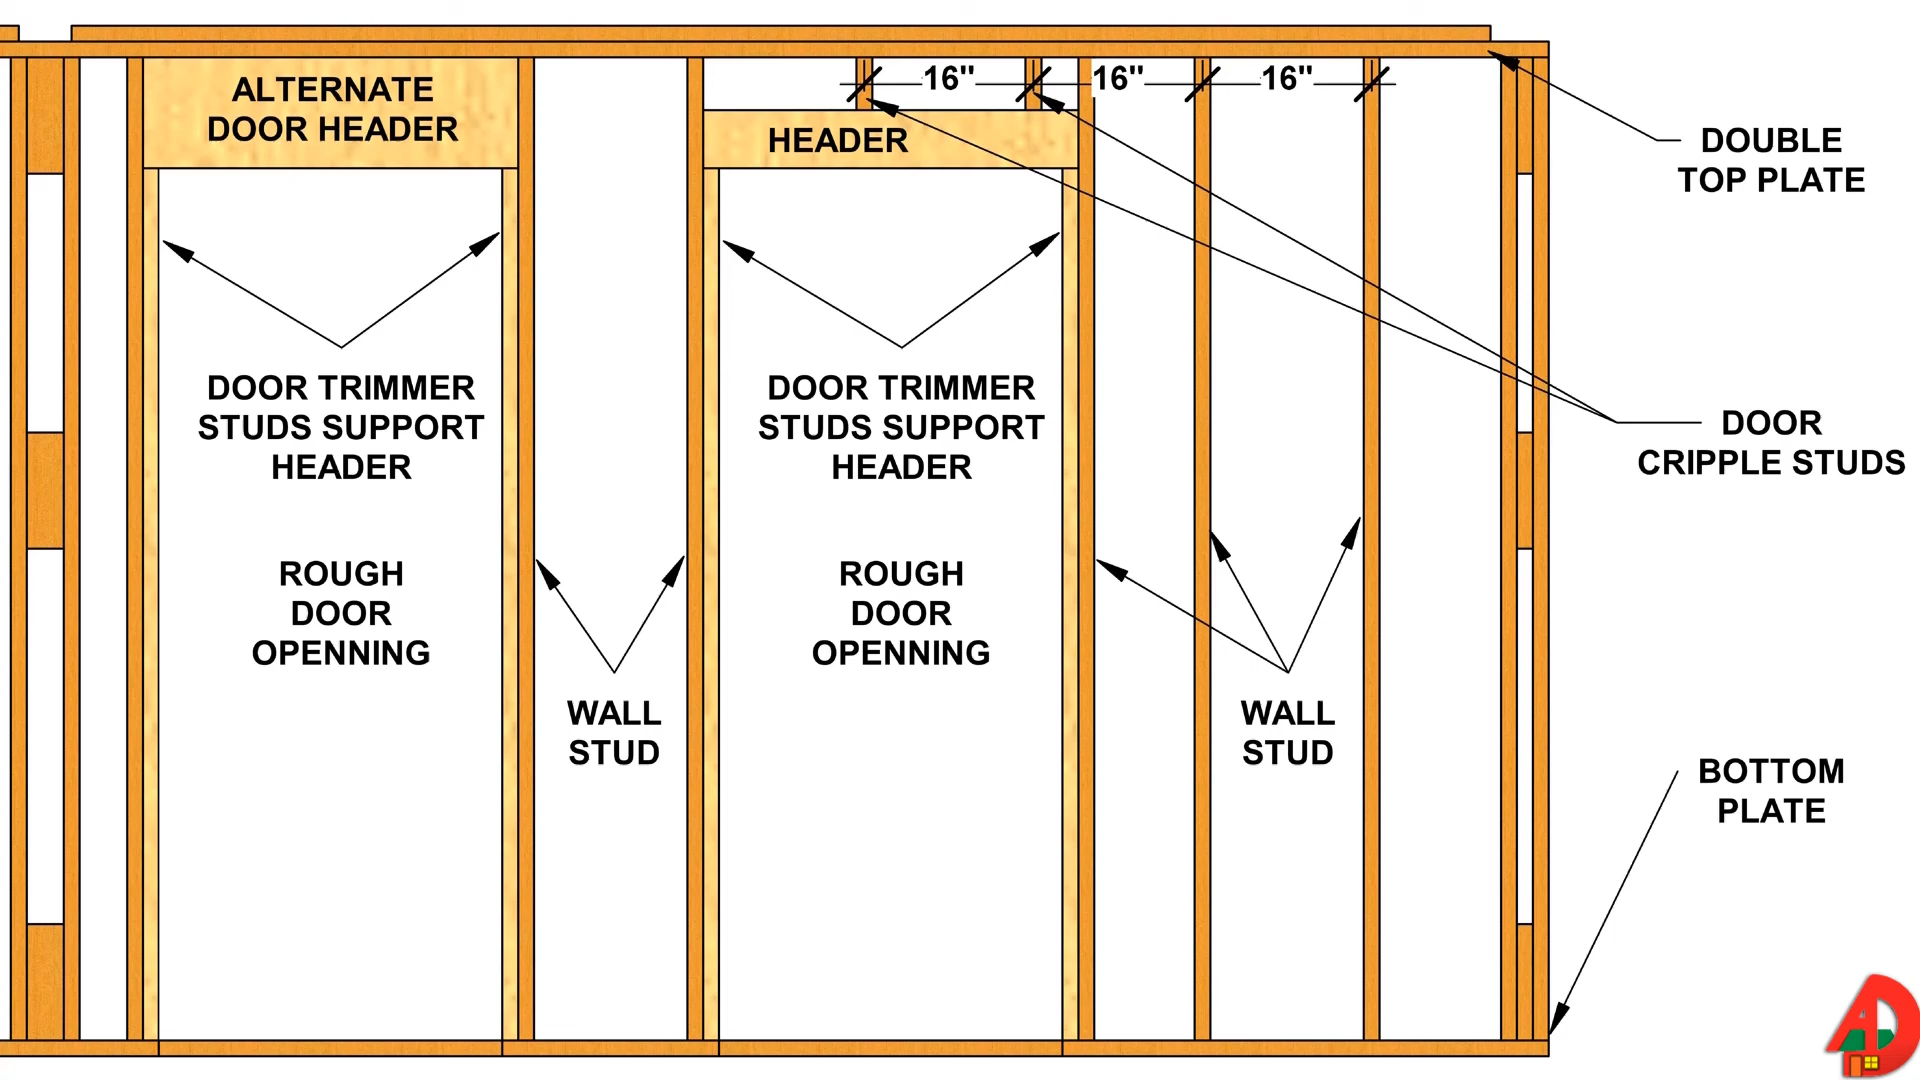 ALTERNATE
DOOR HEADER
HEADER
16"
16"
16"
DOUBLE
TOP PLATE
DOOR TRIMMER
STUDS SUPPORT
HEADER
DOOR TRIMMER
STUDS SUPPORT
HEADER
DOOR
CRIPPLE STUDS
ROUGH
DOOR
OPENNING
ROUGH
DOOR
OPENNING
WALL
STUD
WALL
STUD
BOTTOM
PLATE
AD